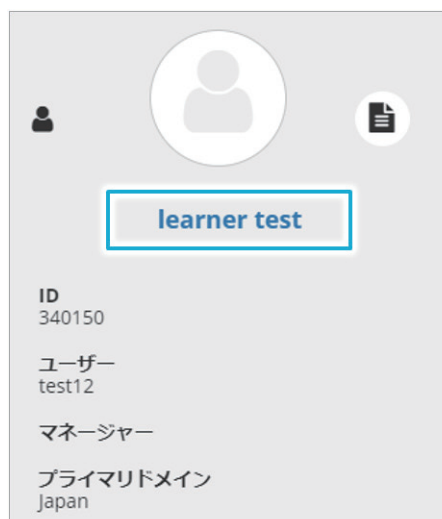 learner test
ID
340150
ユーザー
test12
マネージャー
プライマリドメイン
Japan